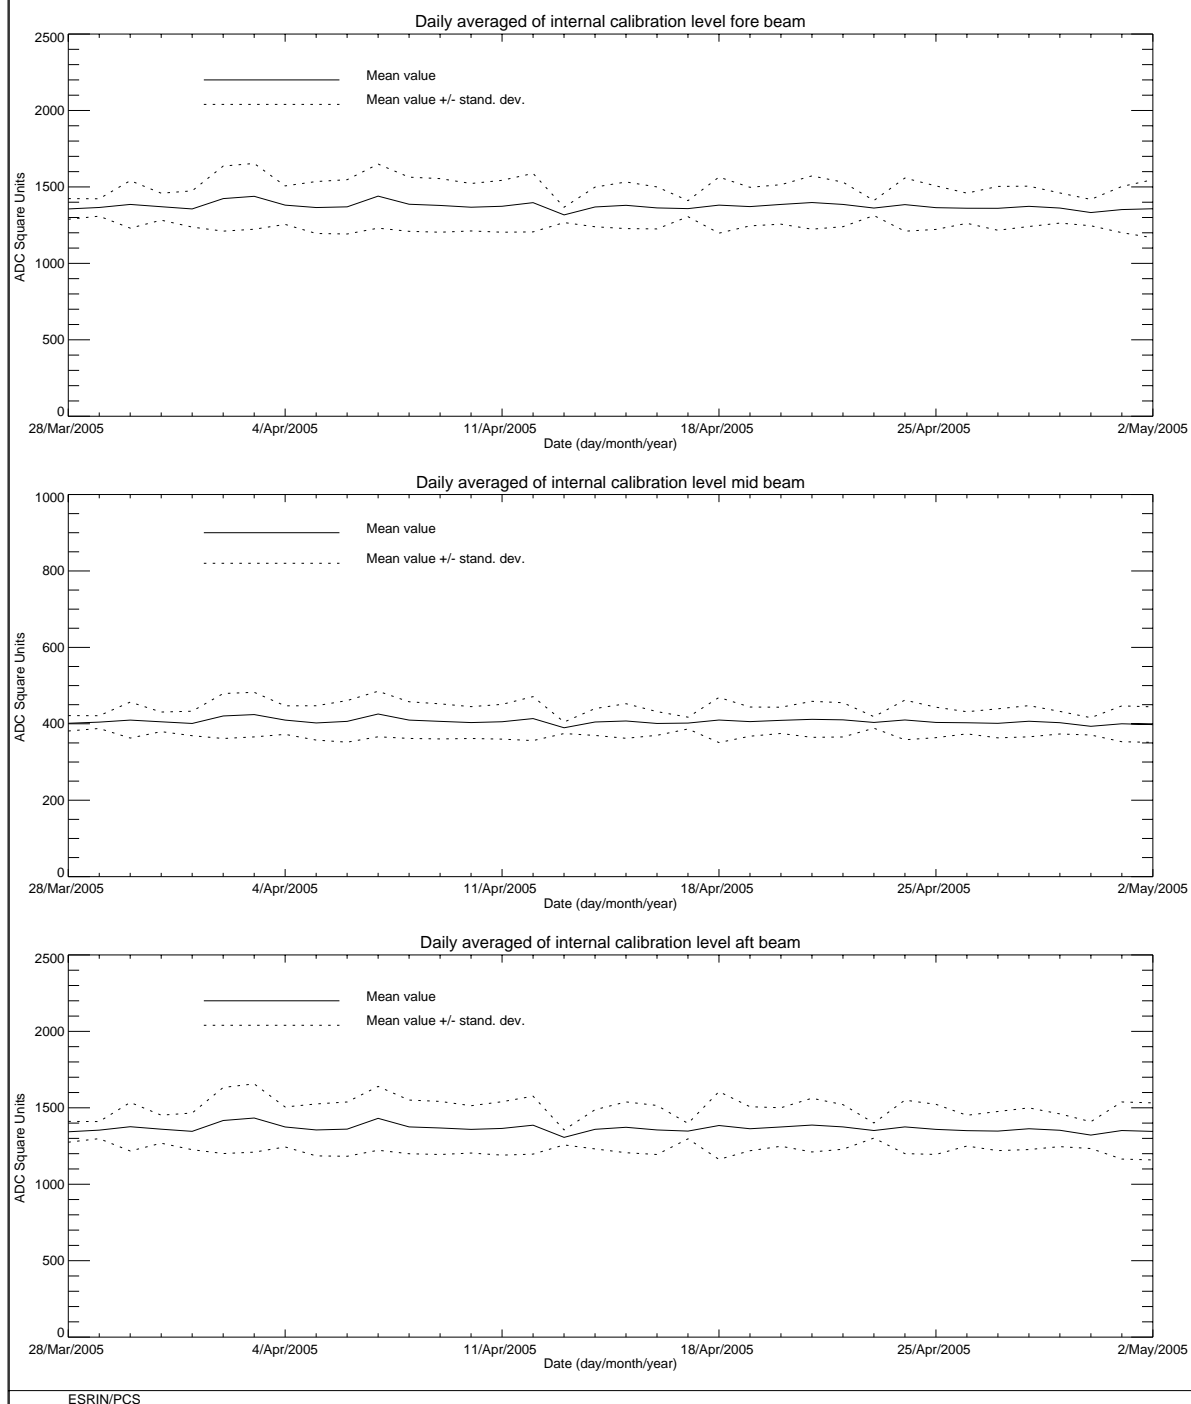 Daily averaged of internal calibration level fore beam
2500
2000
1500
1000
500
0
ADC Square Units
Mean value
Mean value +/- stand. dev.
28/Mar/2005 4/Apr/2005 11/Apr/2005 18/Apr/2005 25/Apr/2005 2/May/2005
Date (day/month/year)
Daily averaged of internal calibration level mid beam
1000
800
600
400
200
0
ADC Square Units
Mean value
Mean value +/- stand. dev.
28/Mar/2005 4/Apr/2005 11/Apr/2005 18/Apr/2005 25/Apr/2005 2/May/2005
Date (day/month/year)
Daily averaged of internal calibration level aft beam
2500
2000
1500
1000
500
0
ADC Square Units
Mean value
Mean value +/- stand. dev.
28/Mar/2005 4/Apr/2005 11/Apr/2005 18/Apr/2005 25/Apr/2005 2/May/2005
Date (day/month/year)
ESRIN/PCS